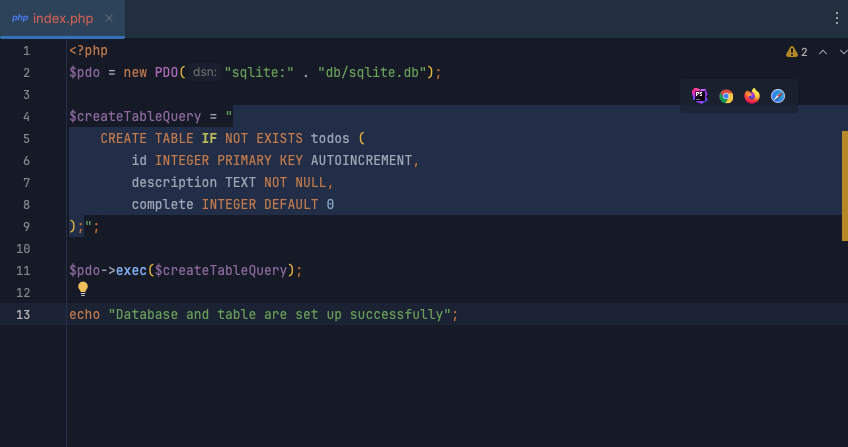 php index.php
1 <?php
2 $pdo = new PDO( dsn: "sqlite:" . "db/sqlite.db");
⚠ 2
3
4 $createTableQuery = "
5     CREATE TABLE IF NOT EXISTS todos (
6         id INTEGER PRIMARY KEY AUTOINCREMENT,
7         description TEXT NOT NULL,
8         complete INTEGER DEFAULT 0
9 );";
10
11 $pdo->exec($createTableQuery);
12
13 echo "Database and table are set up successfully";
PS